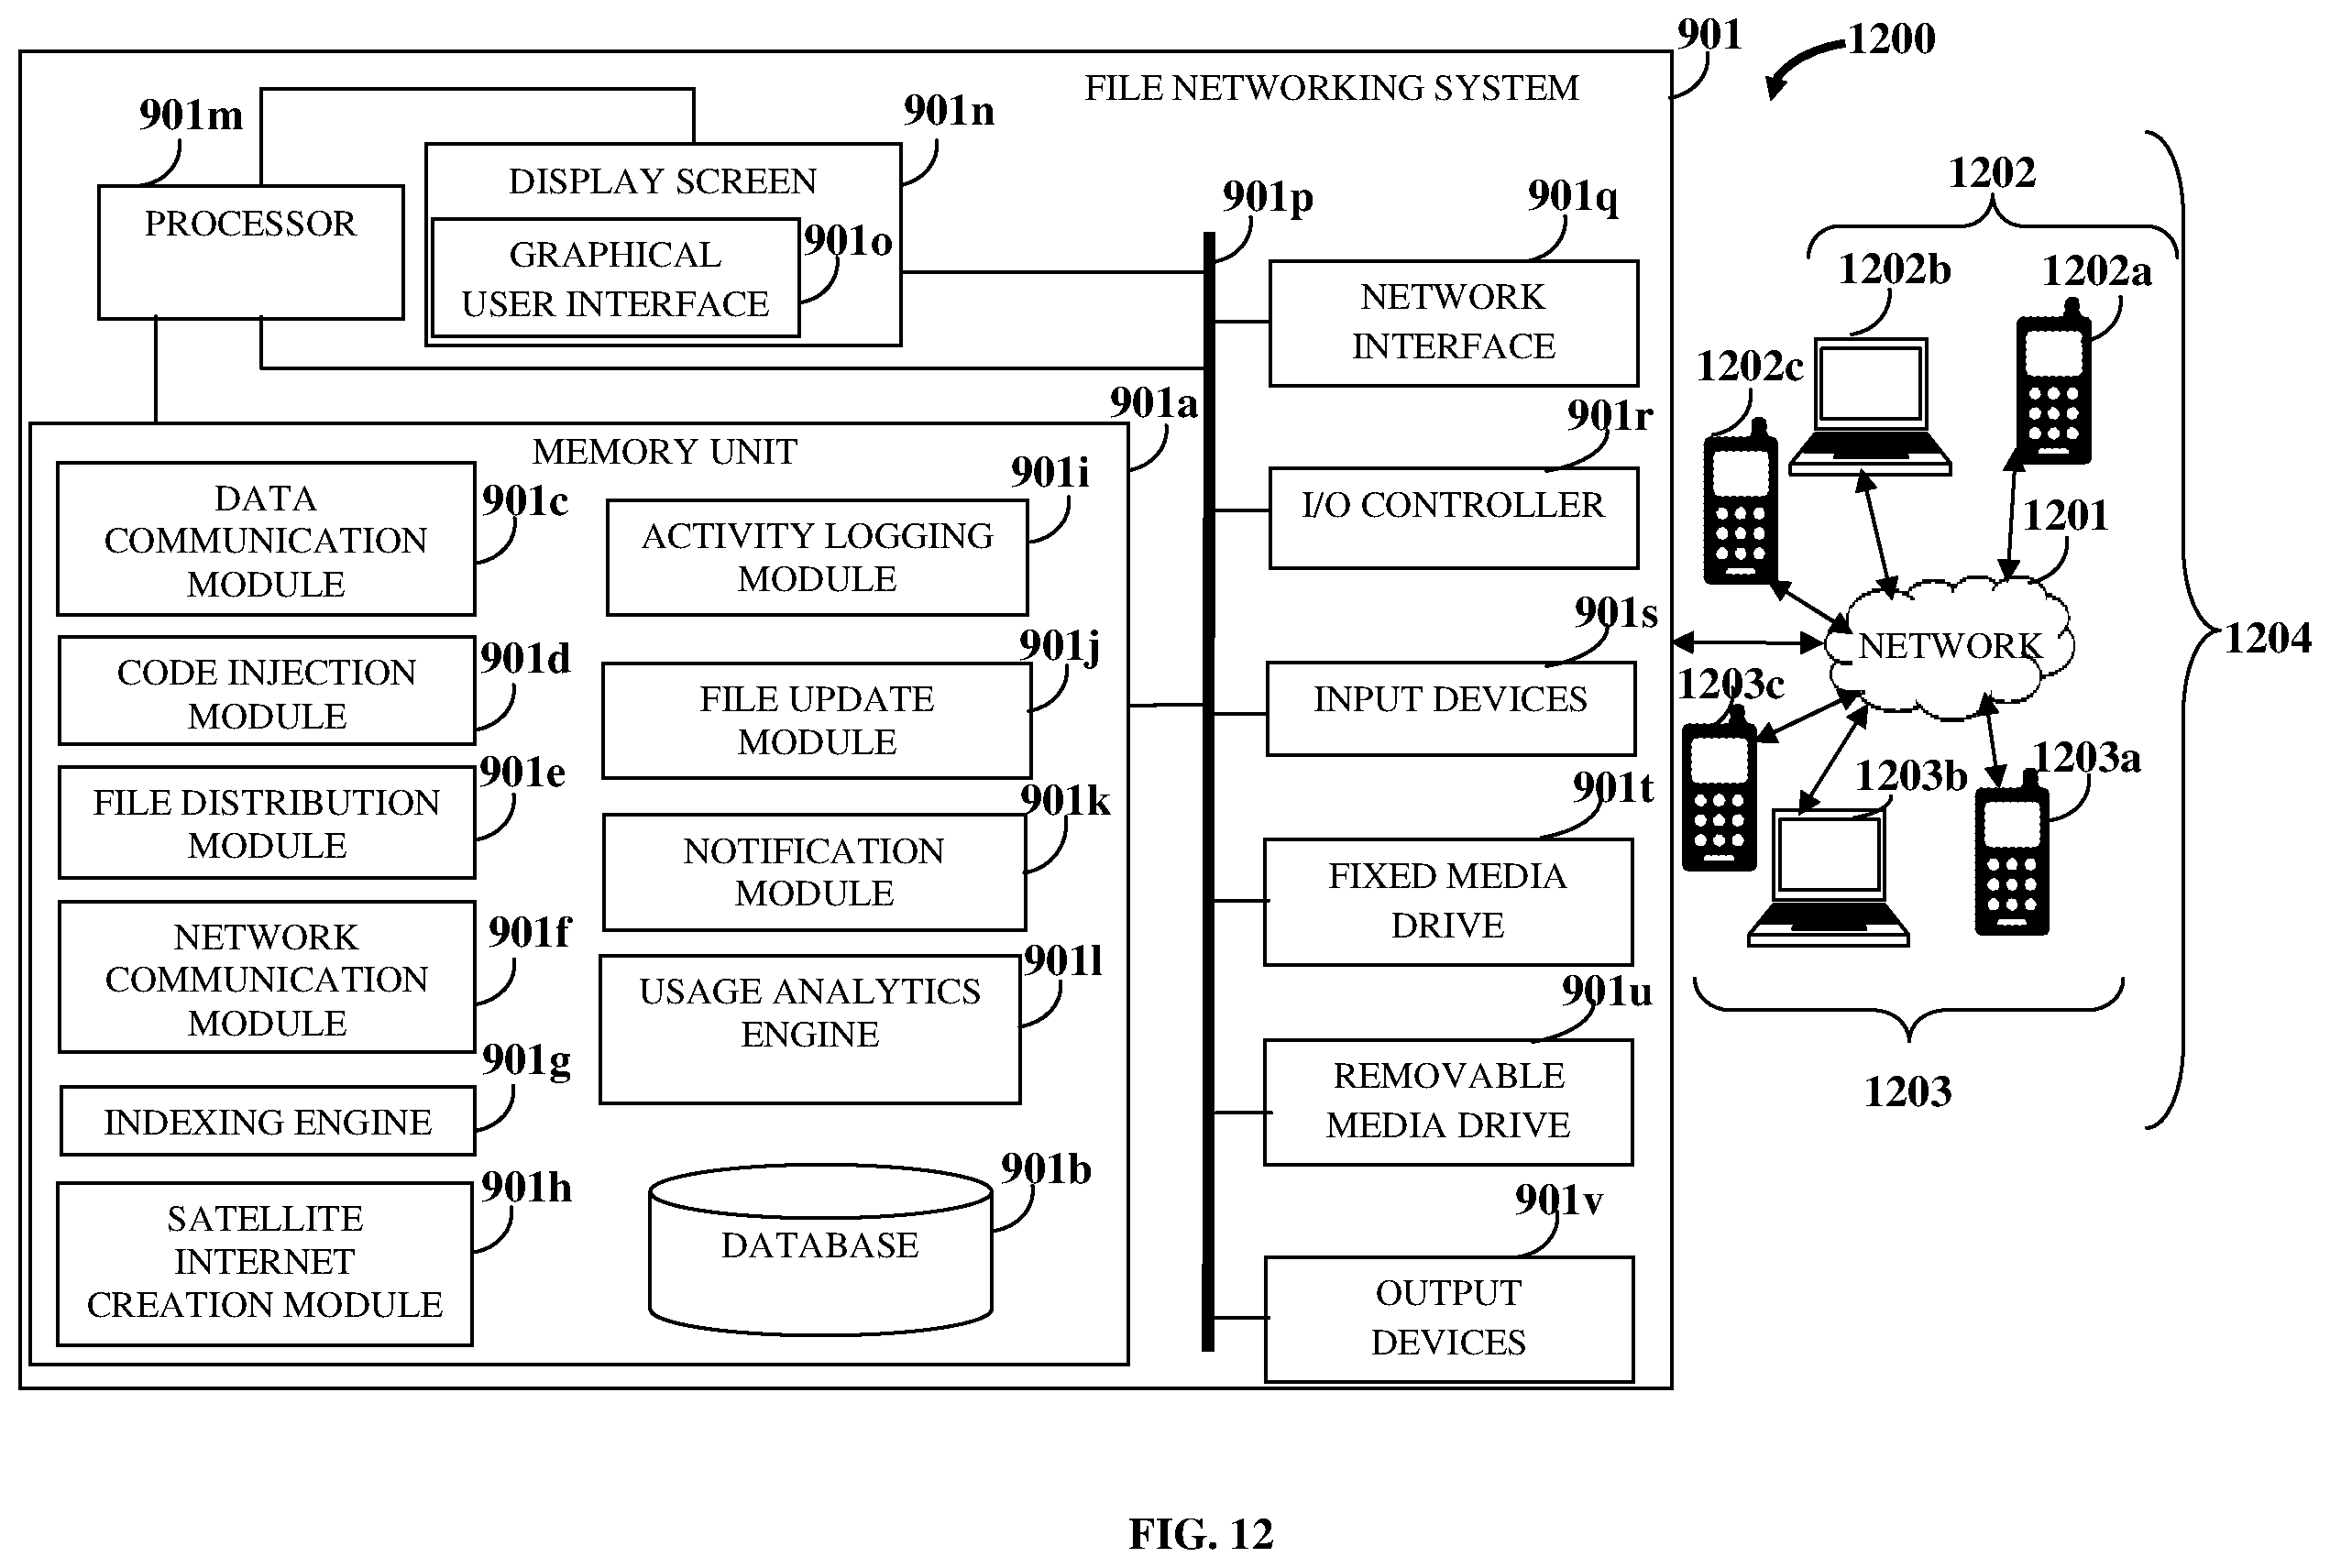 901
1200
FILE NETWORKING SYSTEM
901m
901n
PROCESSOR
DISPLAY SCREEN
901o
GRAPHICAL
USER INTERFACE
901p
901q
NETWORK
INTERFACE
901r
I/O CONTROLLER
901s
INPUT DEVICES
901t
FIXED MEDIA
DRIVE
901u
REMOVABLE
MEDIA DRIVE
901v
OUTPUT
DEVICES
901a
MEMORY UNIT
DATA
COMMUNICATION
MODULE
901c
CODE INJECTION
MODULE
901d
FILE DISTRIBUTION
MODULE
901e
NETWORK
COMMUNICATION
MODULE
901f
INDEXING ENGINE
901g
SATELLITE
INTERNET
CREATION MODULE
901h
901i
ACTIVITY LOGGING
MODULE
901j
FILE UPDATE
MODULE
901k
NOTIFICATION
MODULE
901l
USAGE ANALYTICS
ENGINE
901b
DATABASE
1202
1202b
1202a
1202c
1201
NETWORK
1204
1203c
1203b
1203a
1203
FIG. 12